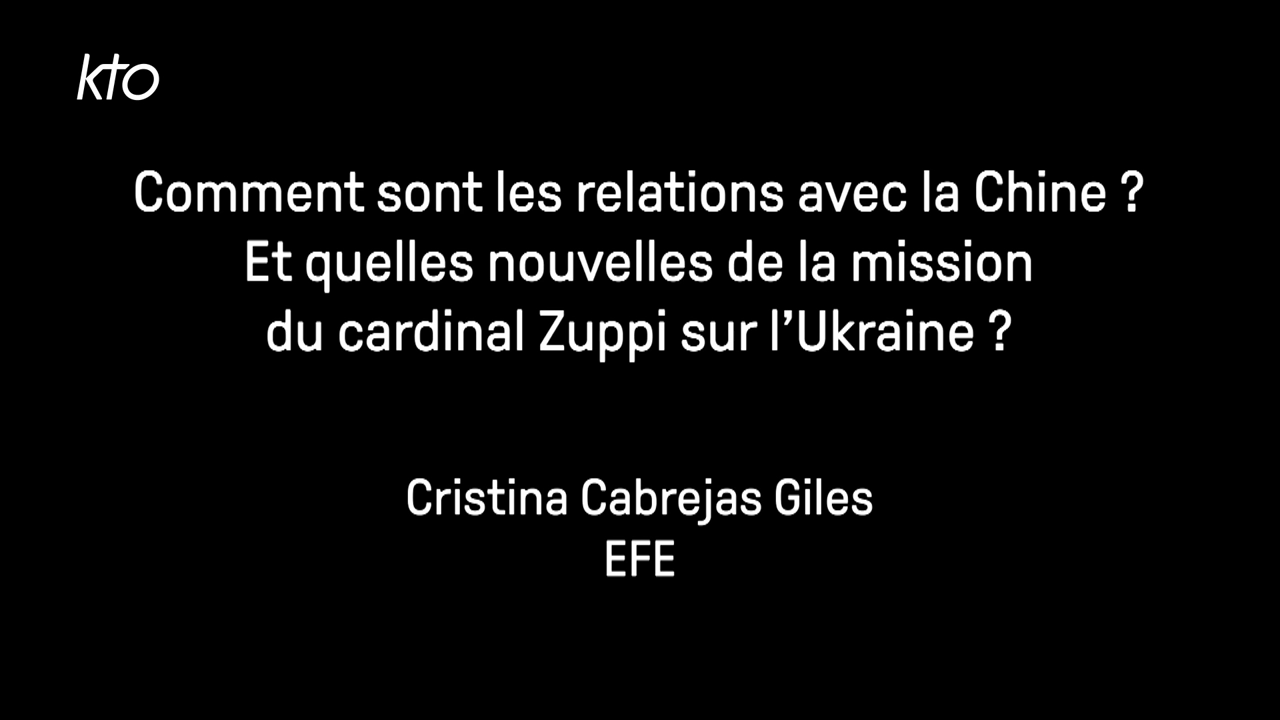 kto
Comment sont les relations avec la Chine ?
Et quelles nouvelles de la mission
du cardinal Zuppi sur l’Ukraine ?
Cristina Cabrejas Giles
EFE